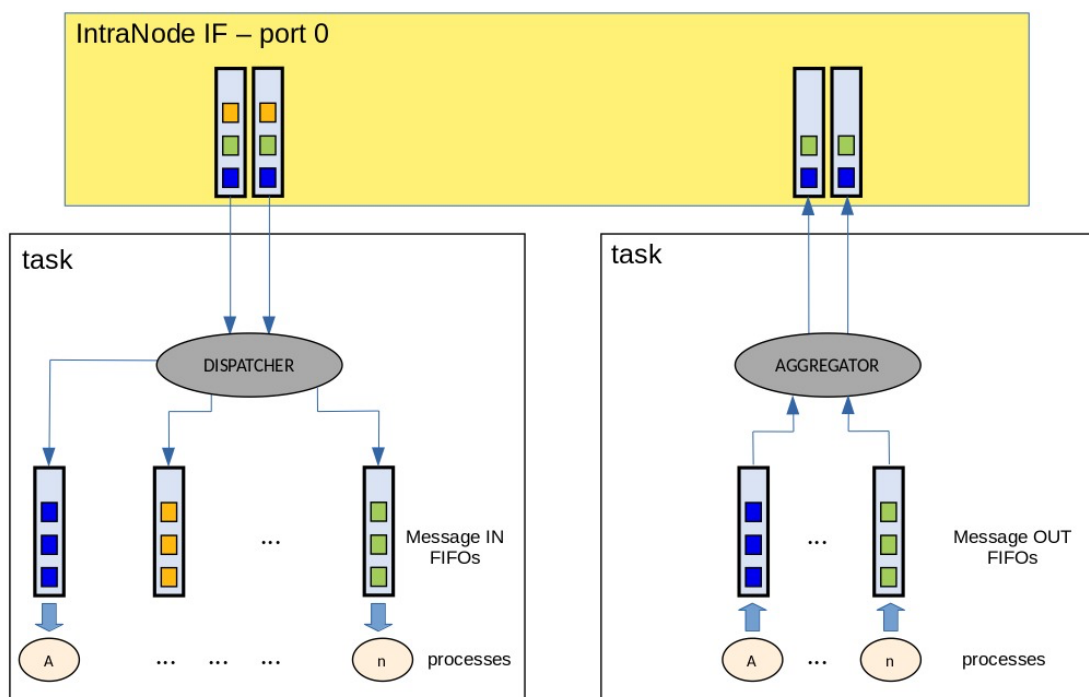 IntraNode IF – port 0
task
task
DISPATCHER
AGGREGATOR
...
Message IN
FIFOs
...
Message OUT
FIFOs
A
... ... ...
n
processes
A
...
n
processes